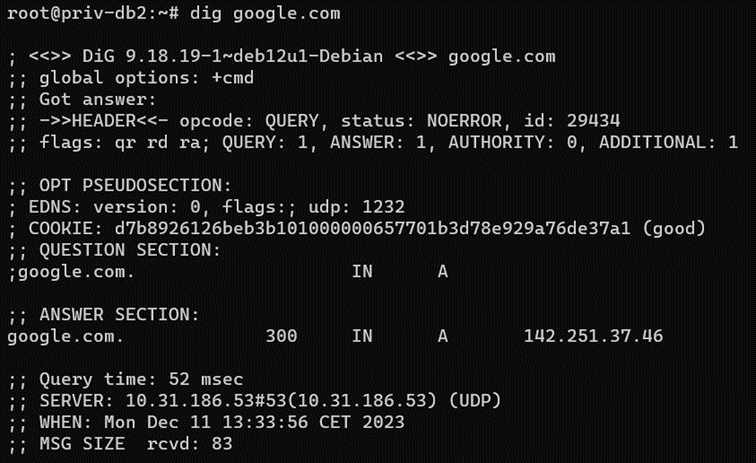 root@priv-db2:~# dig google.com
; <<>> DiG 9.18.19-1~deb12u1-Debian <<>> google.com
;; global options: +cmd
;; Got answer:
;; ->>HEADER<<- opcode: QUERY, status: NOERROR, id: 29434
;; flags: qr rd ra; QUERY: 1, ANSWER: 1, AUTHORITY: 0, ADDITIONAL: 1
;; OPT PSEUDOSECTION:
; EDNS: version: 0, flags:; udp: 1232
; COOKIE: d7b8926126beb3b101000000657701b3d78e929a76de37a1 (good)
;; QUESTION SECTION:
;google.com. IN A
;; ANSWER SECTION:
google.com. 300 IN A 142.251.37.46
;; Query time: 52 msec
;; SERVER: 10.31.186.53#53(10.31.186.53) (UDP)
;; WHEN: Mon Dec 11 13:33:56 CET 2023
;; MSG SIZE rcvd: 83